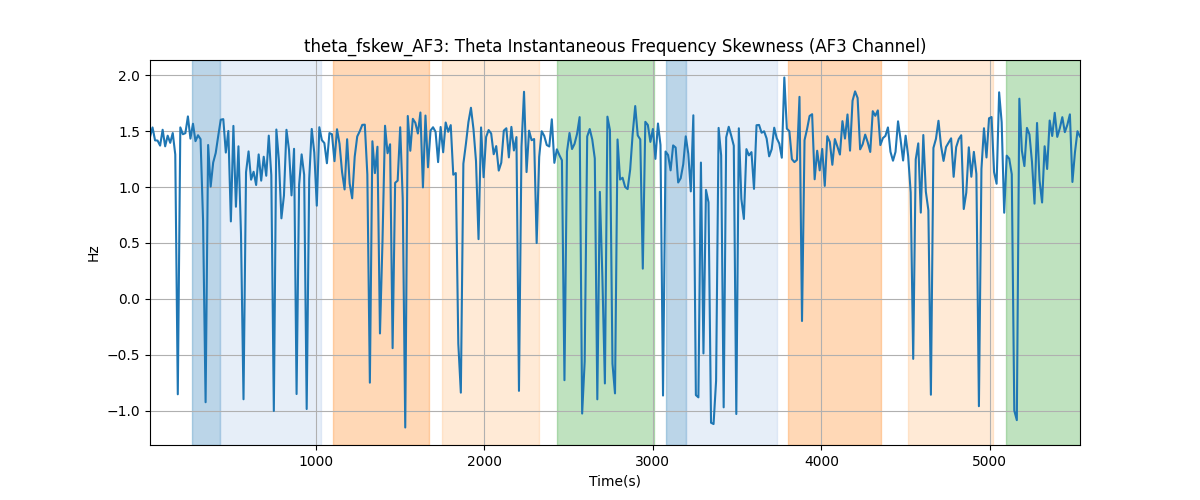 theta_fskew_AF3: Theta Instantaneous Frequency Skewness (AF3 Channel)
2.0
1.5
1.0
0.5
0.0
−0.5
−1.0
Hz
1000 2000 3000 4000 5000
Time(s)